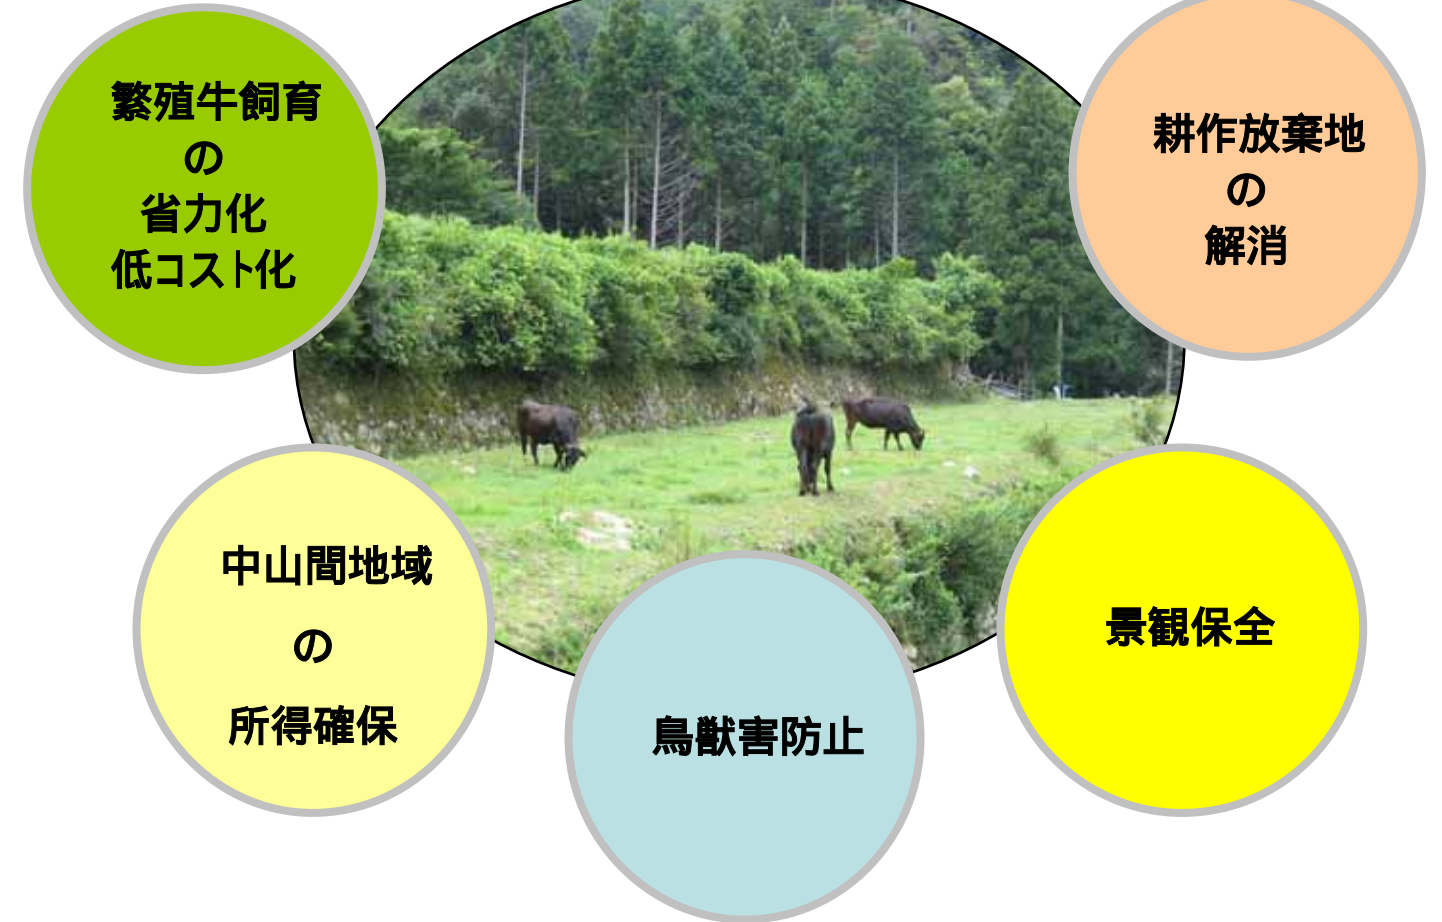 繁殖牛飼育
の
省力化
低コスト化
耕作放棄地
の
解消
中山間地域
の
所得確保
鳥獣害防止
景観保全